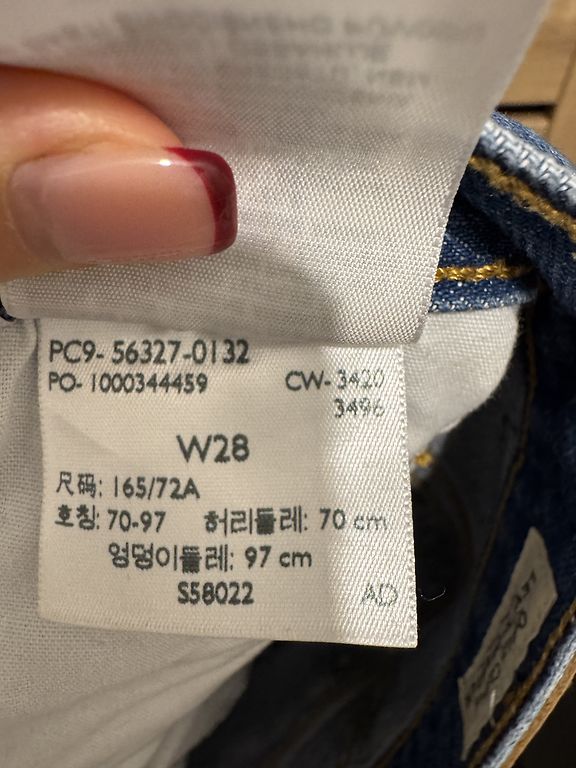 PC9- 56327-0132
PO- 1000344459 CW- 3420
3496
W28
尺码: 165/72A
호칭: 70-97 허리둘레: 70 cm
엉덩이둘레: 97 cm
S58022 AD